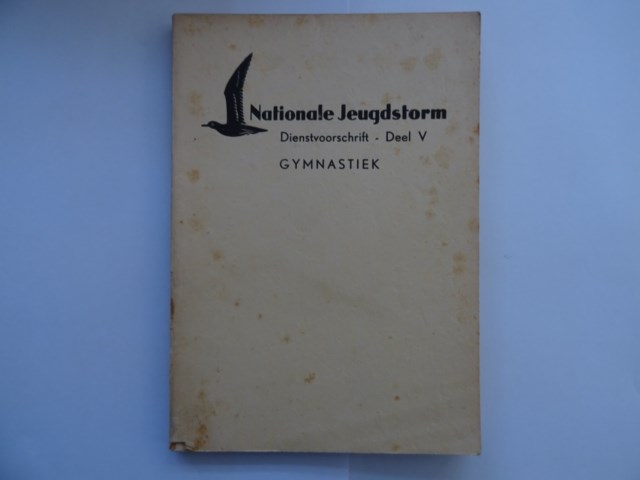 Nationale Jeugdstorm
Dienstvoorschrift - Deel V
GYMNASTIEK